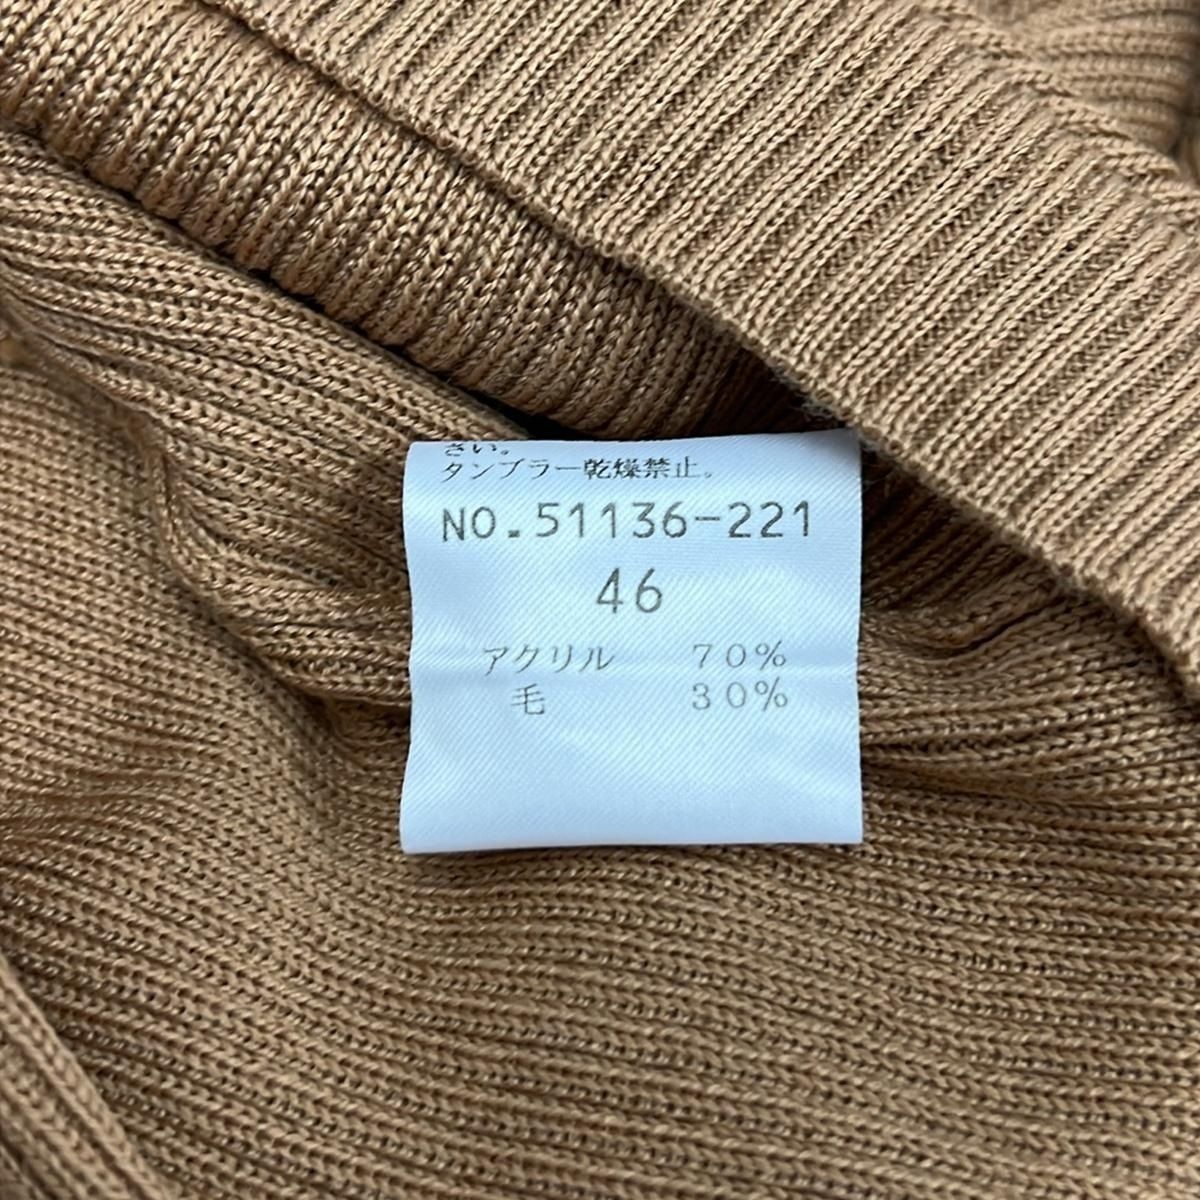 さい。
タンブラー乾燥禁止。
NO.51136-221
46
アクリル 70%
毛 30%